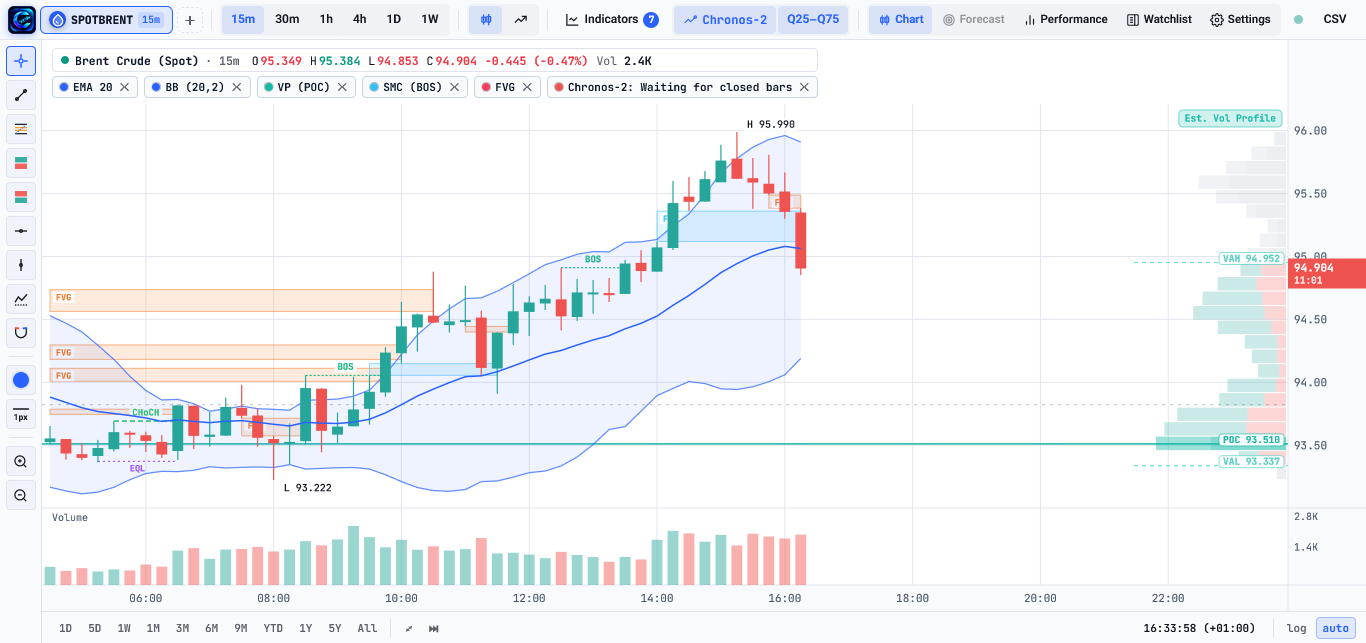 SPOTBRENT 15m + 15m 30m 1h 4h 1D 1W Indicators 7 Chronos-2 Q25–Q75 Chart Forecast Performance Watchlist Settings CSV
Brent Crude (Spot) · 15m O95.349 H95.384 L94.853 C94.904 -0.445 (-0.47%) Vol 2.4K
EMA 20 BB (20,2) VP (POC) SMC (BOS) FVG Chronos-2: Waiting for closed bars
Est. Vol Profile
H 95.990
96.00
95.50
VAH 94.952
95.00
94.904
11:01
BOS
FVG
94.50
FVG
BOS
FVG
94.00
CHoCH
POC 93.510
93.50
VAL 93.337
EQL
L 93.222
Volume
2.8K
1.4K
1px
06:00 08:00 10:00 12:00 14:00 16:00 18:00 20:00 22:00
1D 5D 1W 1M 3M 6M 9M YTD 1Y 5Y All 16:33:58 (+01:00) log auto